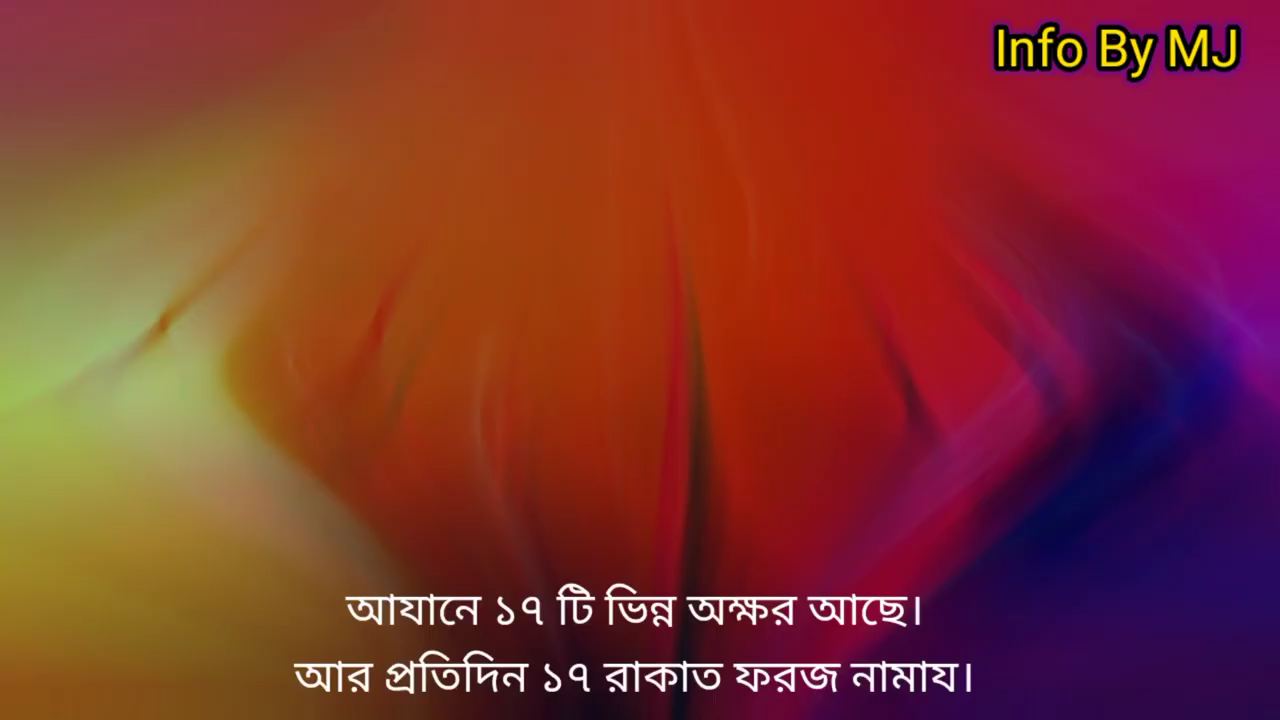 Info By MJ
আযানে ১৭ টি ভিন্ন অক্ষর আছে।
আর প্রতিদিন ১৭ রাকাত ফরজ নামায।